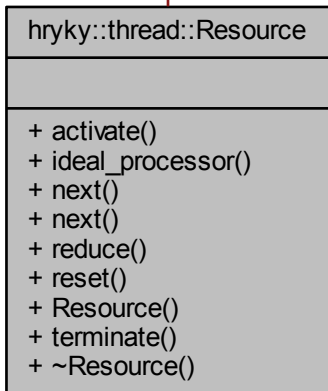 hryky::thread::Resource
+ activate()
+ ideal_processor()
+ next()
+ next()
+ reduce()
+ reset()
+ Resource()
+ terminate()
+ ~Resource()